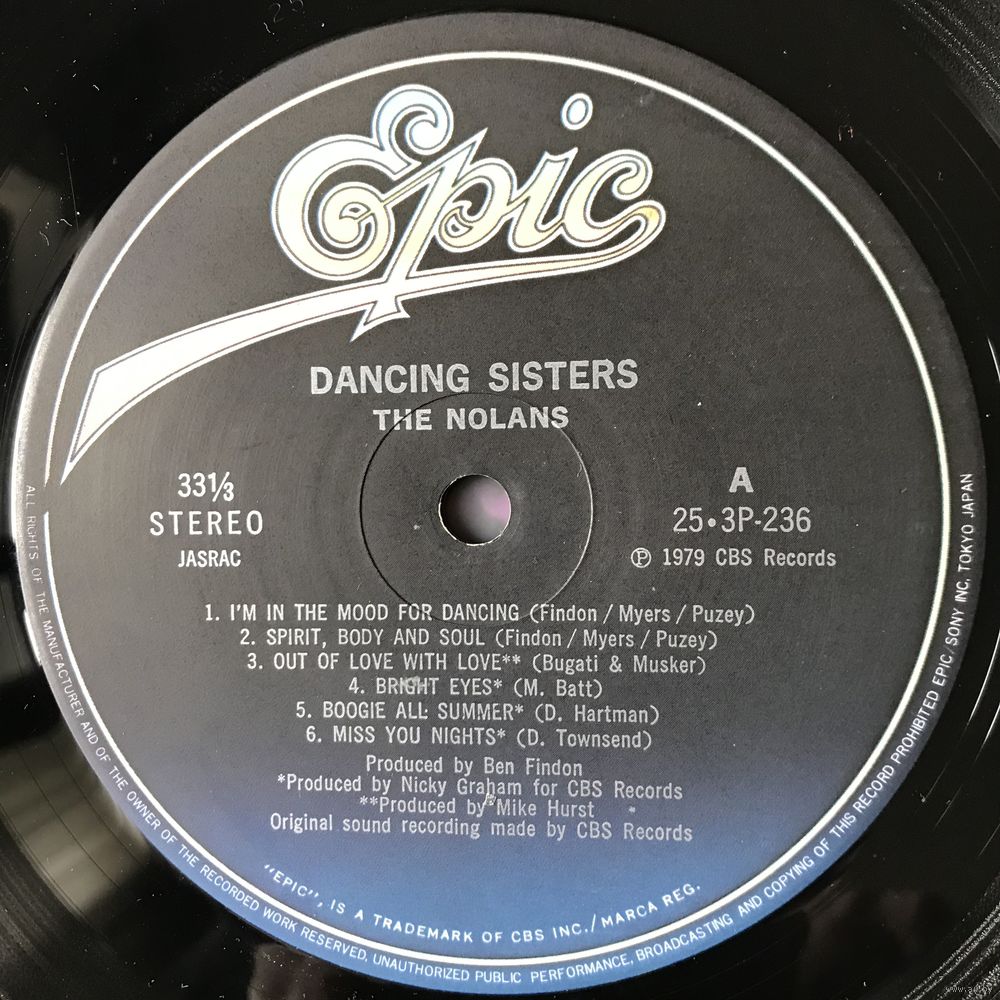 Epic
DANCING SISTERS
THE NOLANS
33⅓
STEREO
JASRAC
A
25•3P-236
Ⓟ 1979 CBS Records
1. I'M IN THE MOOD FOR DANCING (Findon / Myers / Puzey)
2. SPIRIT, BODY AND SOUL (Findon / Myers / Puzey)
3. OUT OF LOVE WITH LOVE** (Bugati & Musker)
4. BRIGHT EYES* (M. Batt)
5. BOOGIE ALL SUMMER* (D. Hartman)
6. MISS YOU NIGHTS* (D. Townsend)
Produced by Ben Findon
*Produced by Nicky Graham for CBS Records
**Produced by Mike Hurst
Original sound recording made by CBS Records
"EPIC", IS A TRADEMARK OF CBS INC./MARCA REG.
ALL RIGHTS OF THE MANUFACTURER AND OF THE OWNER OF THE RECORDED WORK RESERVED, UNAUTHORIZED PUBLIC PERFORMANCE, BROADCASTING AND COPYING OF THIS RECORD PROHIBITED EPIC/SONY INC, TOKYO JAPAN